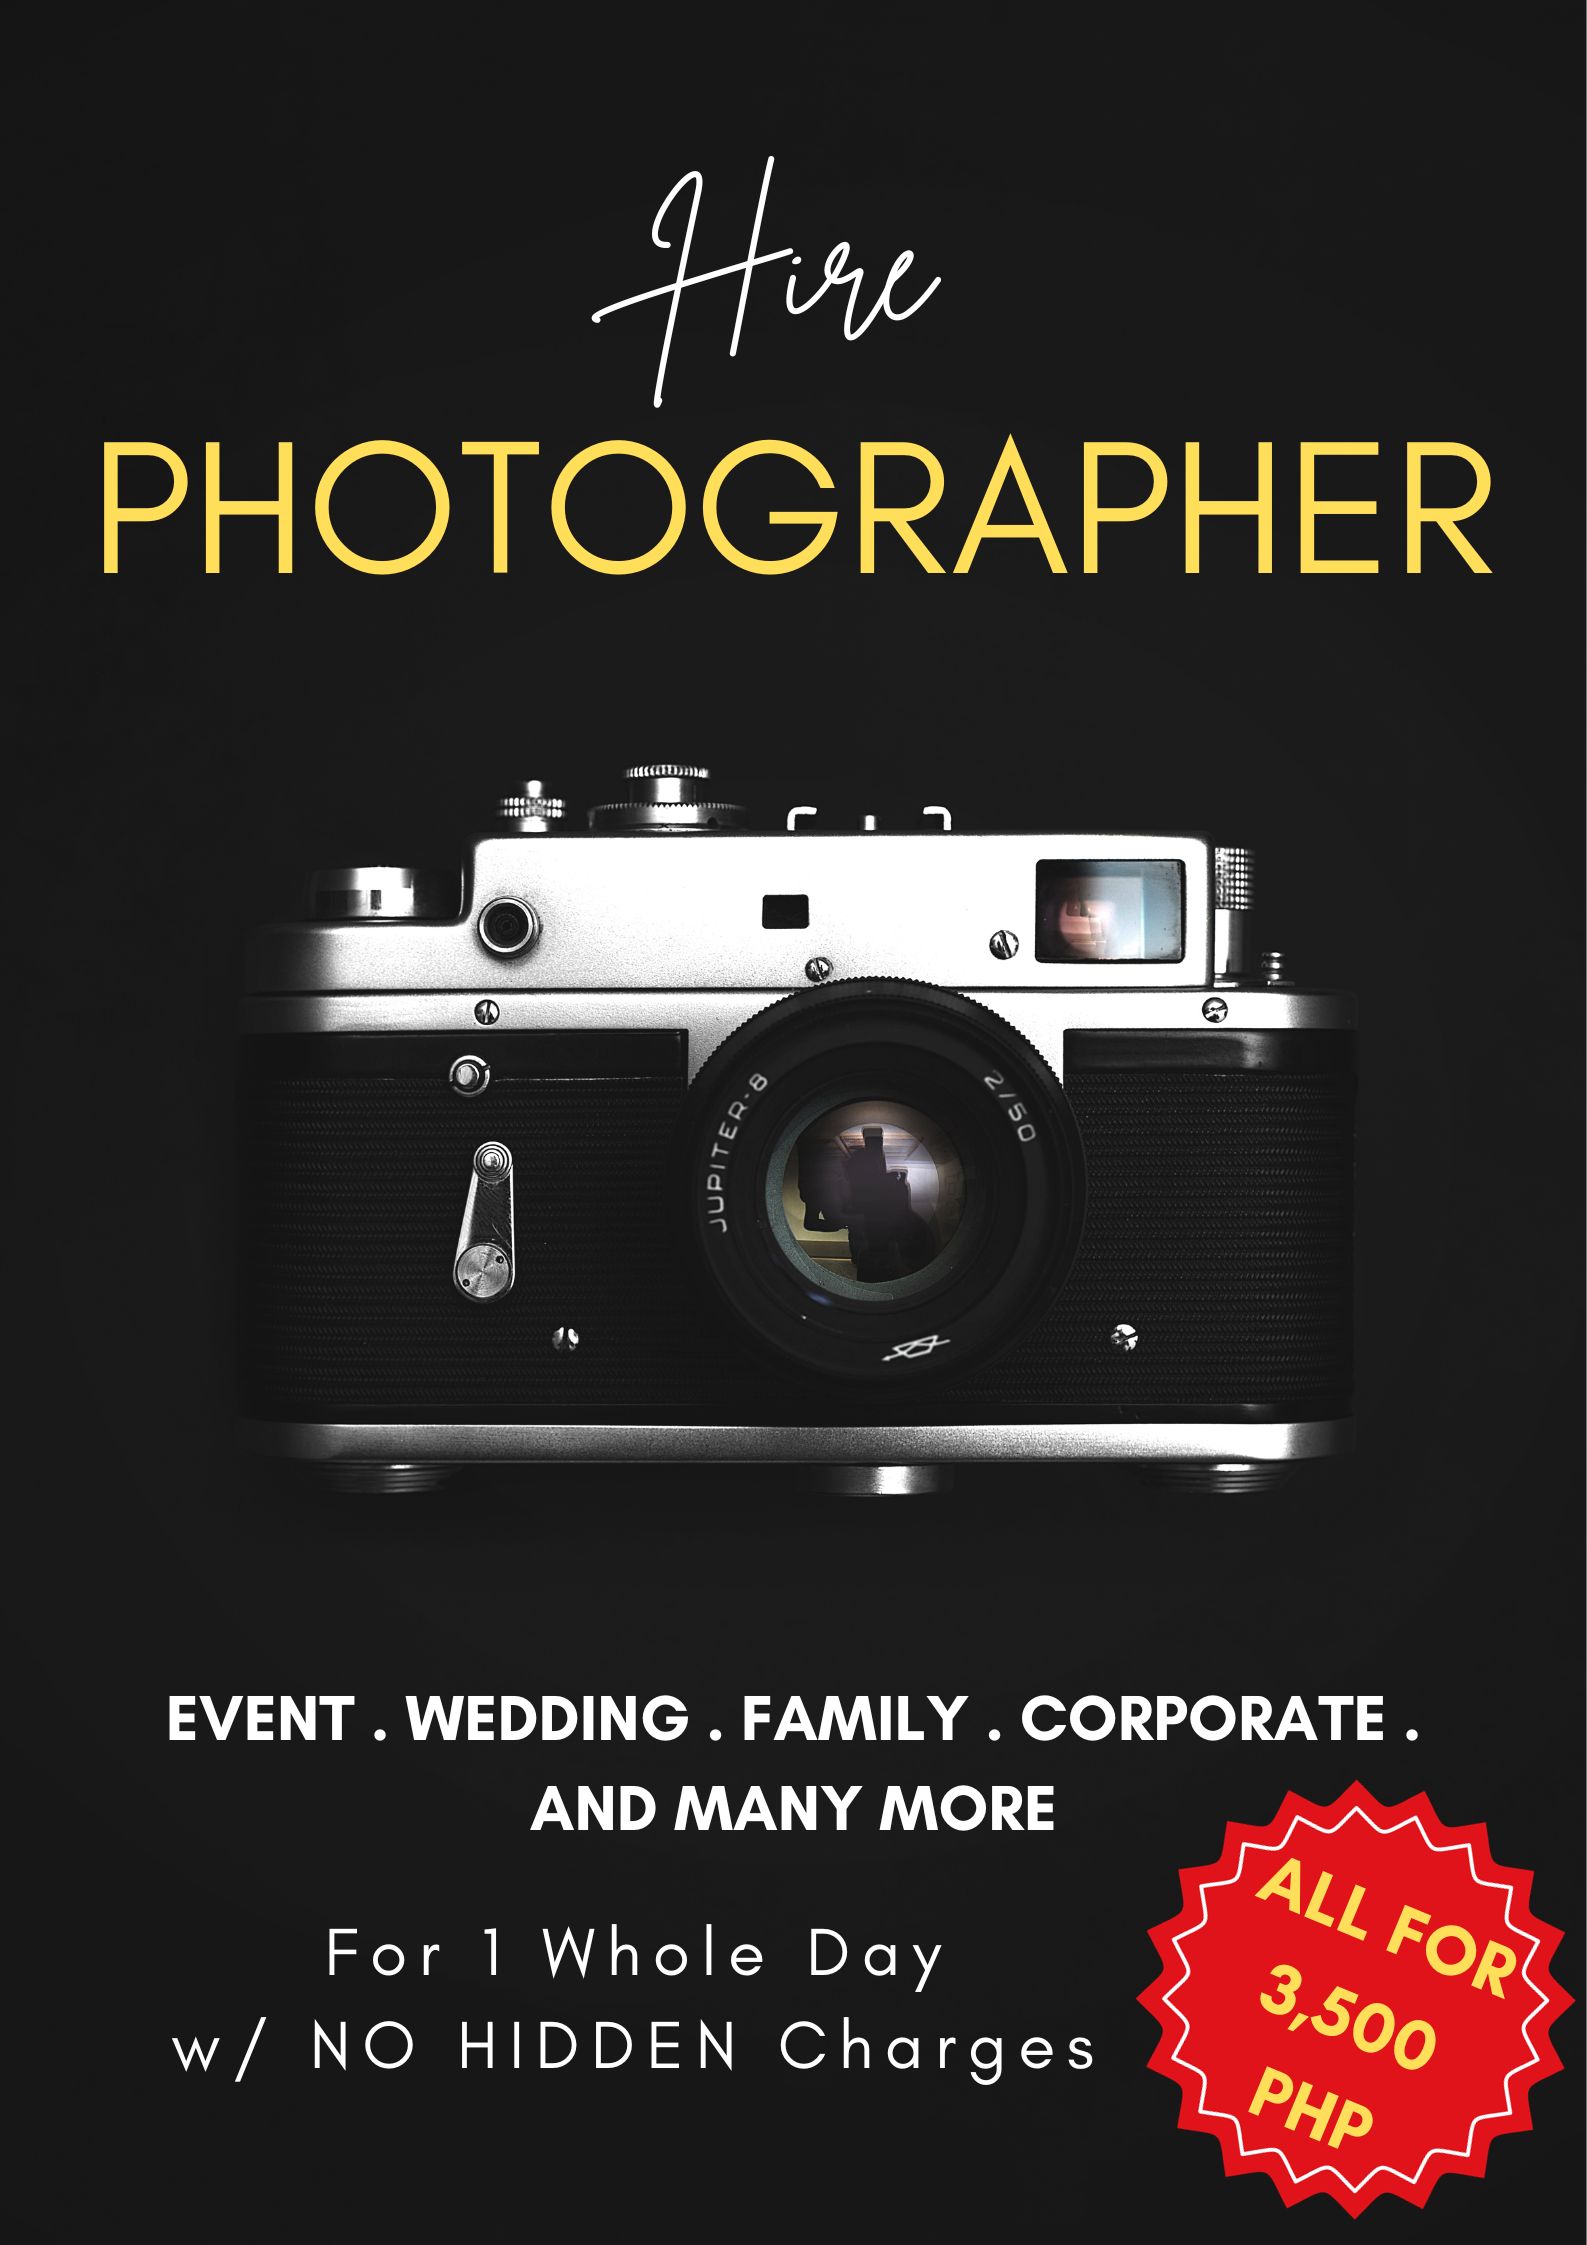 Hire
PHOTOGRAPHER
JUPITER-8
2/50
EVENT . WEDDING . FAMILY . CORPORATE .
AND MANY MORE
For 1 Whole Day
w/ NO HIDDEN Charges
ALL FOR
3,500
PHP